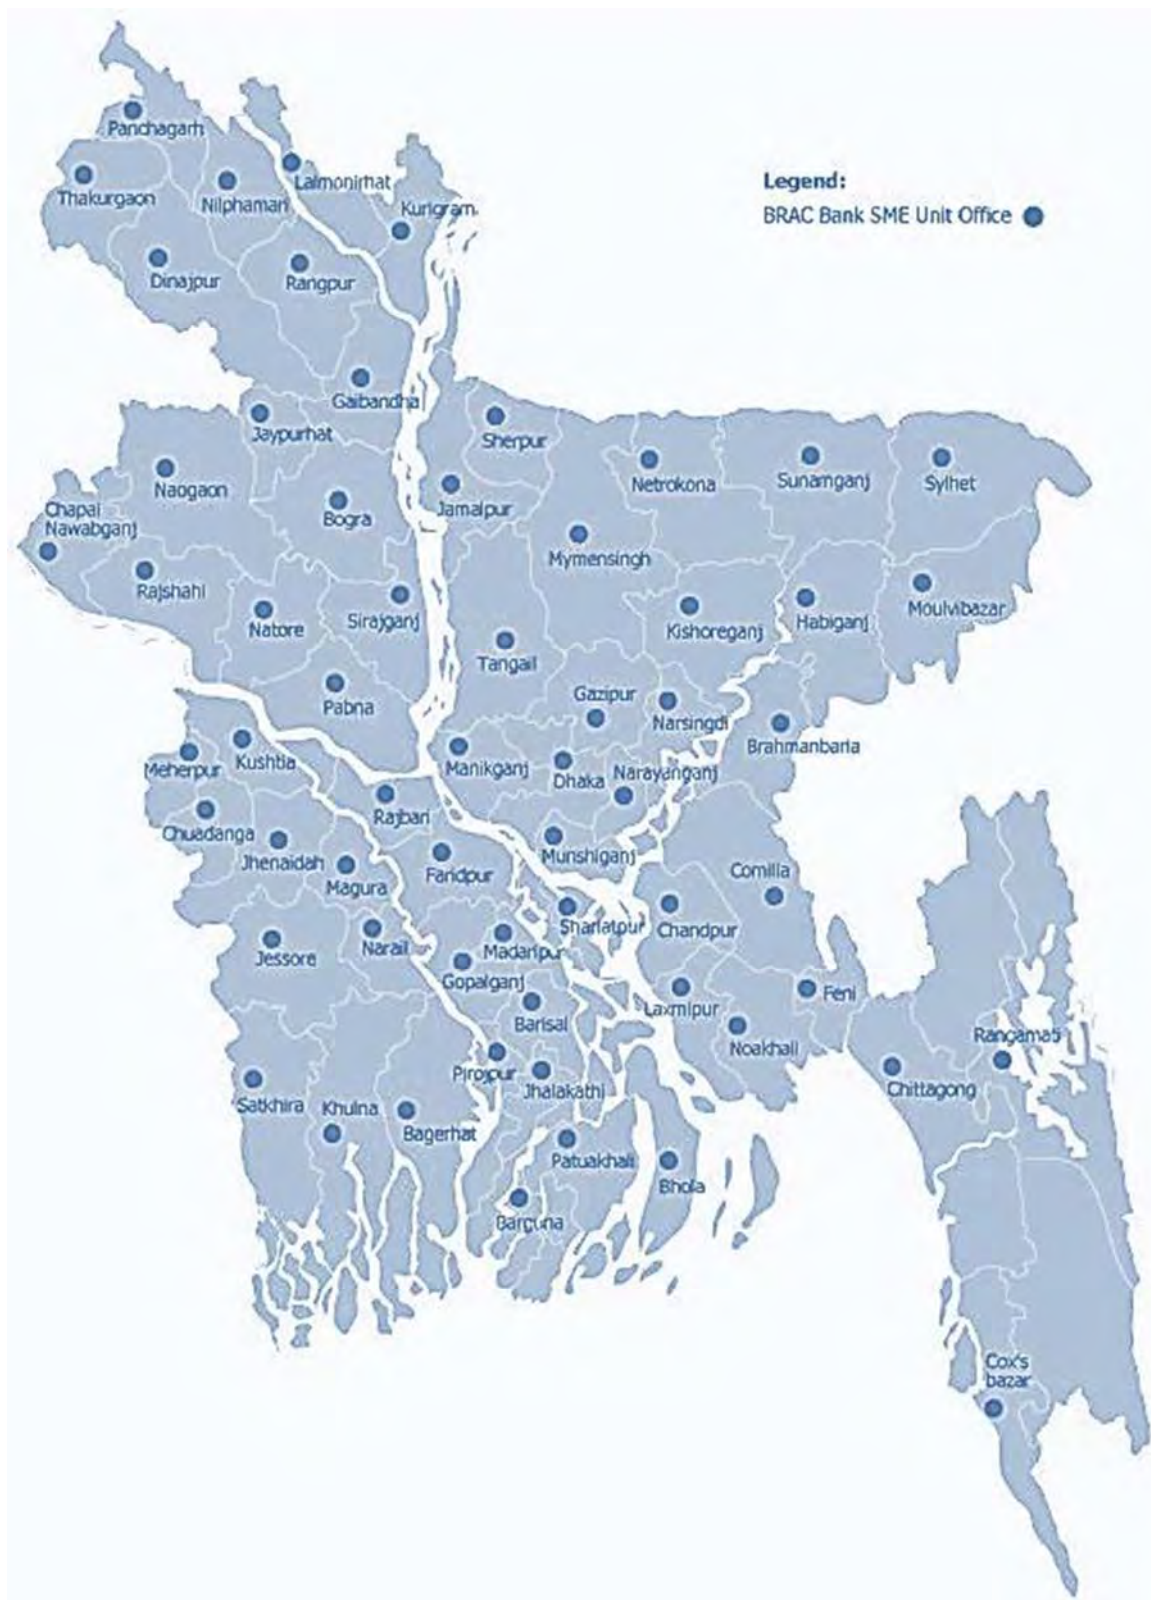 Panchagarh
Legend:
Lalmonirhat
BRAC Bank SME Unit Office
Thakurgaon
Nilphamari
Kurigram
Dinajpur
Rangpur
Gaibandha
Jaypurhat
Sherpur
Naogaon
Netrokona
Sunamganj
Sylhet
Chapai
Nawabganj
Bogra
Jamalpur
Mymensingh
Rajshahi
Natore
Sirajganj
Kishoreganj
Habiganj
Moulvibazar
Tangail
Pabna
Gazipur
Narsingdi
Brahmanbaria
Meherpur
Kushtia
Manikganj
Dhaka
Narayanganj
Rajbari
Chuadanga
Jhenaidah
Magura
Faridpur
Munshiganj
Comilla
Jessore
Narail
Madaripur
Shariatpur
Chandpur
Gopalganj
Barisal
Laxmipur
Feni
Noakhali
Rangamati
Pirojpur
Jhalakathi
Chittagong
Satkhira
Khulna
Bagerhat
Patuakhali
Bhola
Barguna
Cox's
bazar